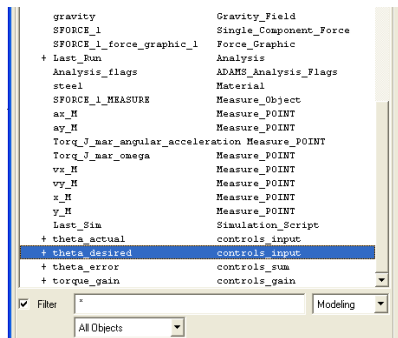 gravity Gravity_Field
SFORCE_1 Single_Component_Force
SFORCE_1_force_graphic_1 Force_Graphic
+ Last_Run Analysis
Analysis_flags ADAMS_Analysis_Flags
steel Material
SFORCE_1_MEASURE Measure_Object
ax_M Measure_POINT
ay_M Measure_POINT
Torq_J_mar_angular_acceleration Measure_POINT
Torq_J_mar_omega Measure_POINT
vx_M Measure_POINT
vy_M Measure_POINT
x_M Measure_POINT
y_M Measure_POINT
Last_Sim Simulation_Script
+ theta_actual controls_input
+ theta_desired controls_input
+ theta_error controls_sum
+ torque_gain controls_gain
Filter * Modeling
All Objects